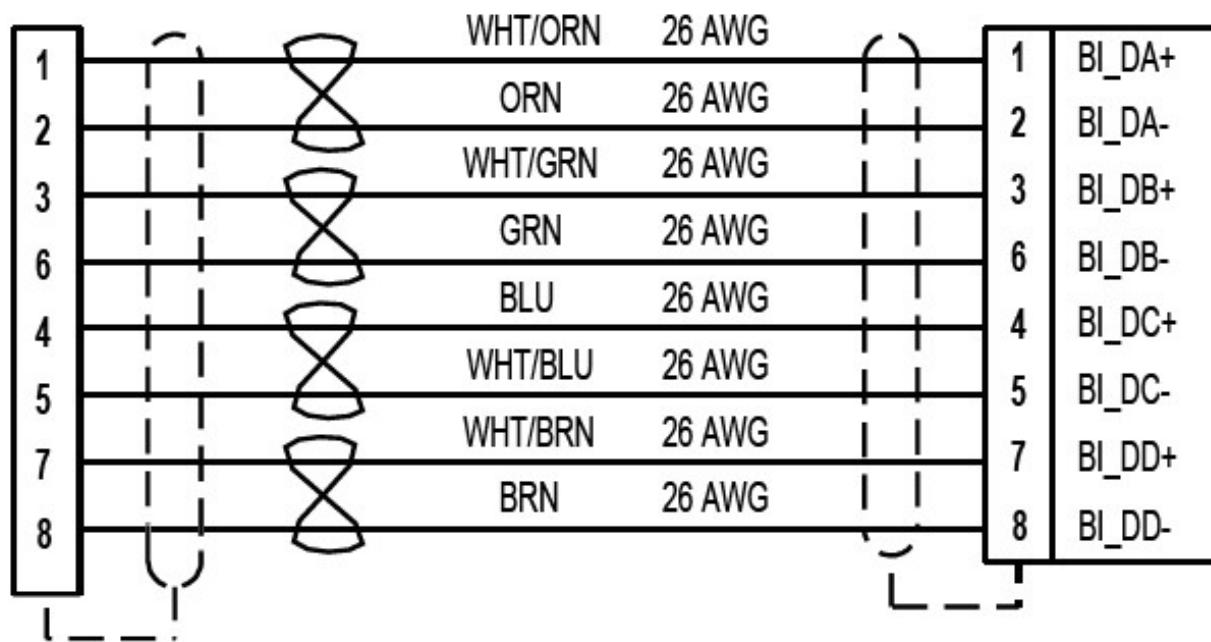 1 WHT/ORN 26 AWG 1 BI_DA+
2 ORN 26 AWG 2 BI_DA-
3 WHT/GRN 26 AWG 3 BI_DB+
6 GRN 26 AWG 6 BI_DB-
4 BLU 26 AWG 4 BI_DC+
5 WHT/BLU 26 AWG 5 BI_DC-
7 WHT/BRN 26 AWG 7 BI_DD+
8 BRN 26 AWG 8 BI_DD-